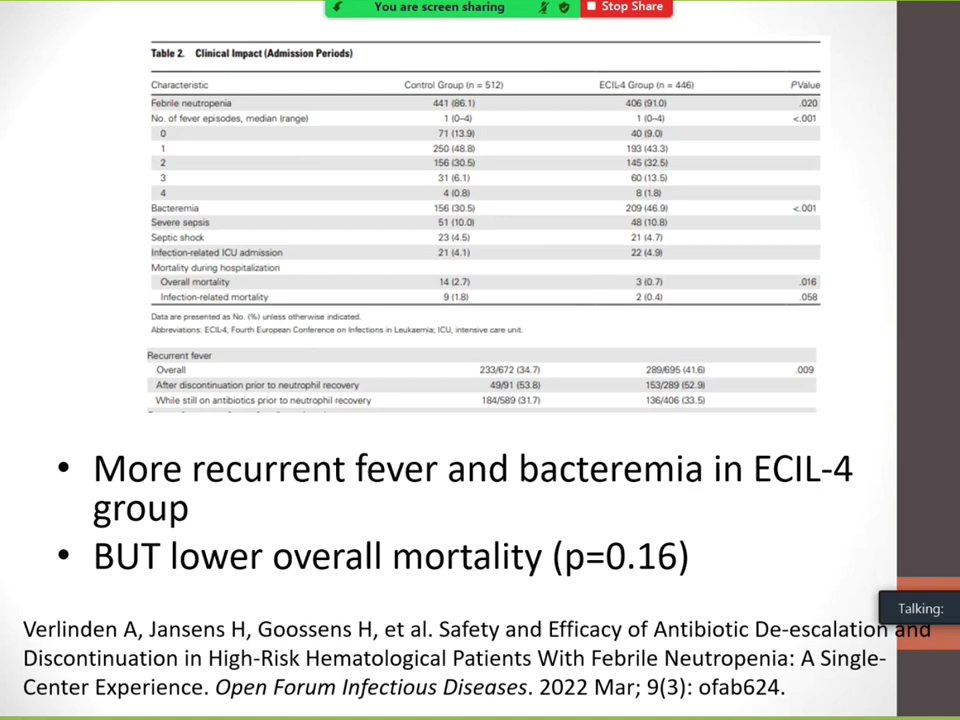 You are screen sharing
Stop Share
Table 2. Clinical Impact (Admission Periods)
Characteristic Control Group (n = 512) ECIL-4 Group (n = 446) PValue
Febrile neutropenia 441 (86.1) 406 (91.0) .020
No. of fever episodes, median (range) 1 (0–4) 1 (0–4) <.001
0 71 (13.9) 40 (9.0)
1 250 (48.8) 193 (43.3)
2 156 (30.5) 145 (32.5)
3 31 (6.1) 60 (13.5)
4 4 (0.8) 8 (1.8)
Bacteremia 156 (30.5) 209 (46.9) <.001
Severe sepsis 51 (10.0) 48 (10.8)
Septic shock 23 (4.5) 21 (4.7)
Infection-related ICU admission 21 (4.1) 22 (4.9)
Mortality during hospitalization
Overall mortality 14 (2.7) 3 (0.7) .016
Infection-related mortality 9 (1.8) 2 (0.4) .058
Data are presented as No. (%) unless otherwise indicated.
Abbreviations: ECIL-4, Fourth European Conference on Infections in Leukaemia; ICU, intensive care unit.
Recurrent fever
Overall 233/672 (34.7) 289/695 (41.6) .009
After discontinuation prior to neutrophil recovery 49/91 (53.8) 153/289 (52.9)
While still on antibiotics prior to neutrophil recovery 184/589 (31.7) 136/406 (33.5)
• More recurrent fever and bacteremia in ECIL-4
group
• BUT lower overall mortality (p=0.16)
Talking:
Verlinden A, Jansens H, Goossens H, et al. Safety and Efficacy of Antibiotic De-escalation and
Discontinuation in High-Risk Hematological Patients With Febrile Neutropenia: A Single-
Center Experience. Open Forum Infectious Diseases. 2022 Mar; 9(3): ofab624.